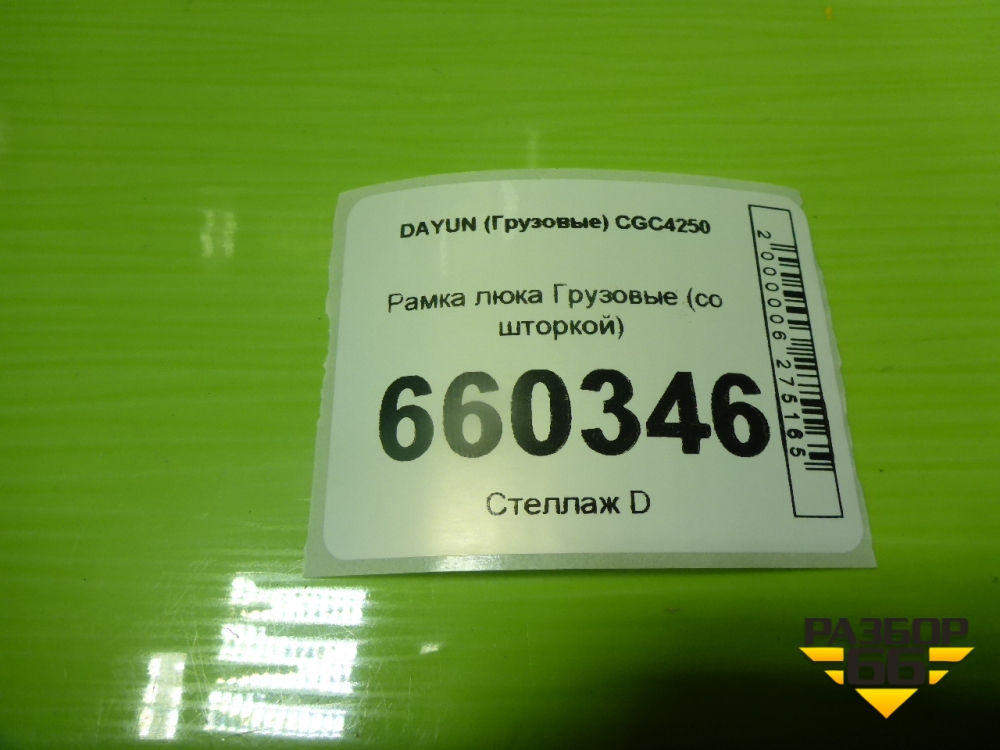 DAYUN (Грузовые) CGC4250
Рамка люка Грузовые (со
шторкой)
660346
Стеллаж D
2000006275165
РАЗБОР
66